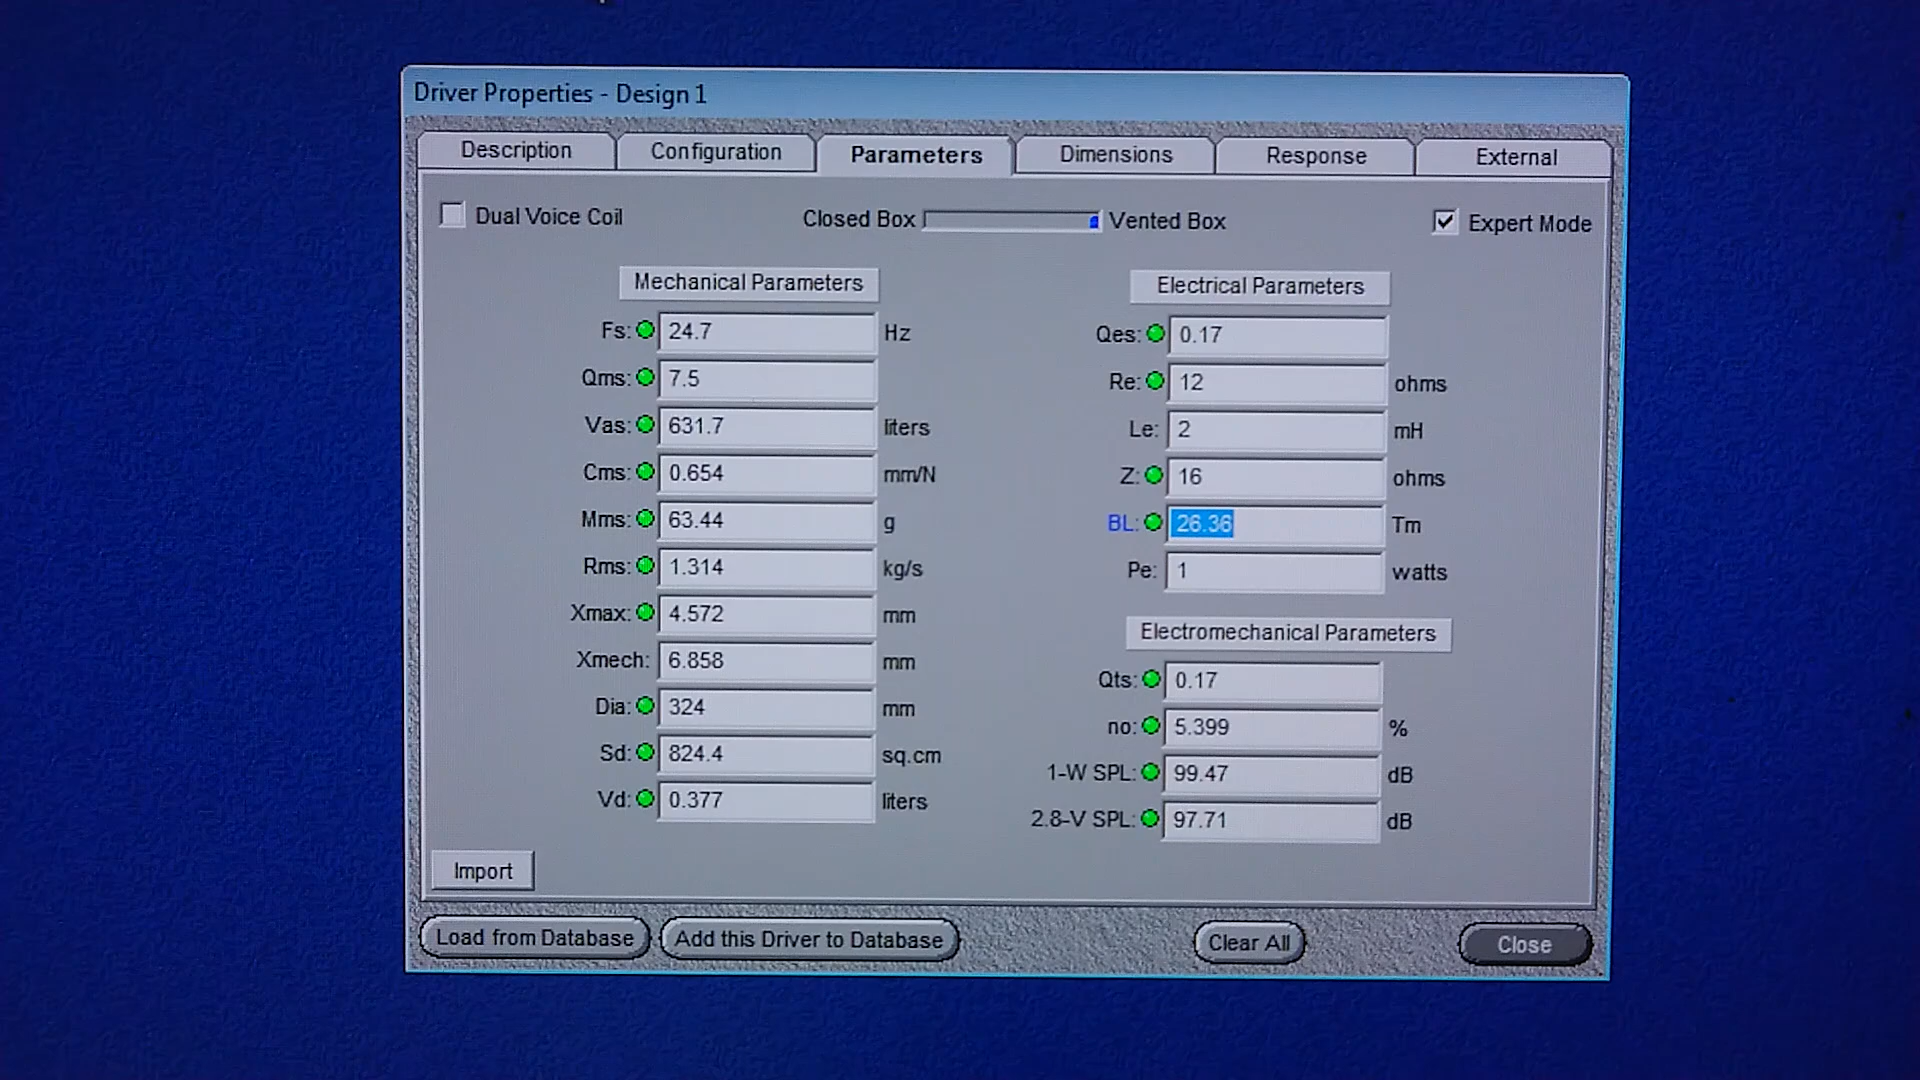 Driver Properties - Design 1
Description Configuration Parameters Dimensions Response External
Dual Voice Coil Closed Box Vented Box Expert Mode
Mechanical Parameters
Fs: 24.7 Hz
Qms: 7.5
Vas: 631.7 liters
Cms: 0.654 mm/N
Mms: 63.44 g
Rms: 1.314 kg/s
Xmax: 4.572 mm
Xmech: 6.858 mm
Dia: 324 mm
Sd: 824.4 sq.cm
Vd: 0.377 liters
Electrical Parameters
Qes: 0.17
Re: 12 ohms
Le: 2 mH
Z: 16 ohms
BL: 26.36 Tm
Pe: 1 watts
Electromechanical Parameters
Qts: 0.17
no: 5.399 %
1-W SPL: 99.47 dB
2.8-V SPL: 97.71 dB
Import
Load from Database Add this Driver to Database Clear All Close